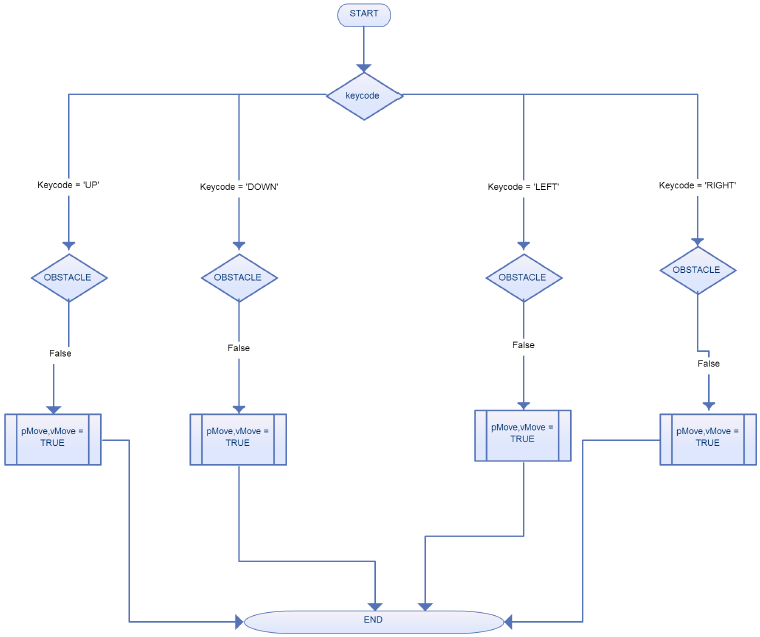 START
keycode
Keycode = 'UP'
Keycode = 'DOWN'
Keycode = 'LEFT'
Keycode = 'RIGHT'
OBSTACLE
OBSTACLE
OBSTACLE
OBSTACLE
False
False
False
False
pMove,vMove =
TRUE
pMove,vMove =
TRUE
pMove,vMove =
TRUE
pMove,vMove =
TRUE
END